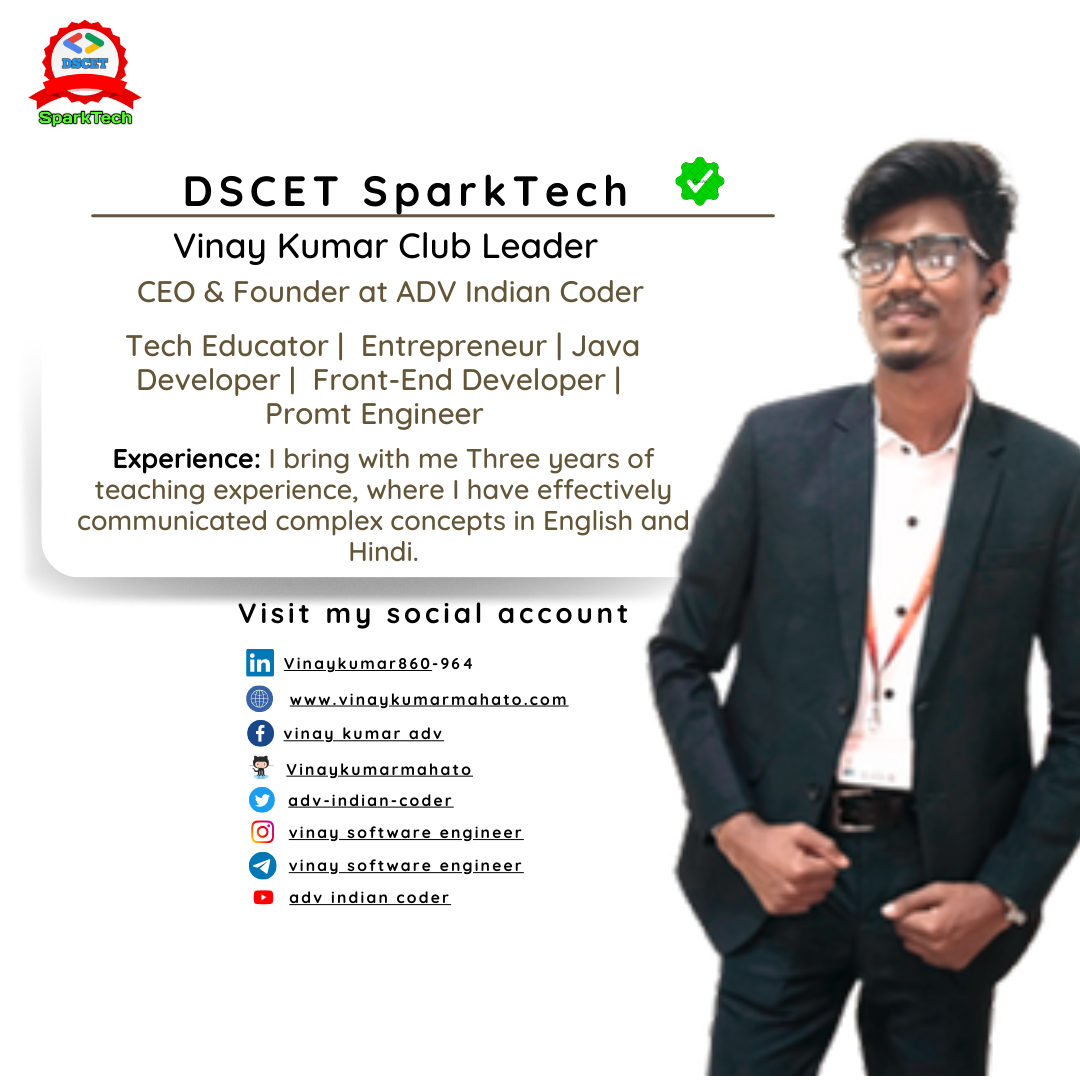 DSCET
SparkTech
DSCET SparkTech
Vinay Kumar Club Leader
CEO & Founder at ADV Indian Coder
Tech Educator | Entrepreneur | Java
Developer | Front-End Developer |
Promt Engineer
Experience: I bring with me Three years of
teaching experience, where I have effectively
communicated complex concepts in English and
Hindi.
Visit my social account
in Vinaykumar860-964
www.vinaykumarmahato.com
f vinay kumar adv
Vinaykumarmahato
adv-indian-coder
vinay software engineer
vinay software engineer
adv indian coder